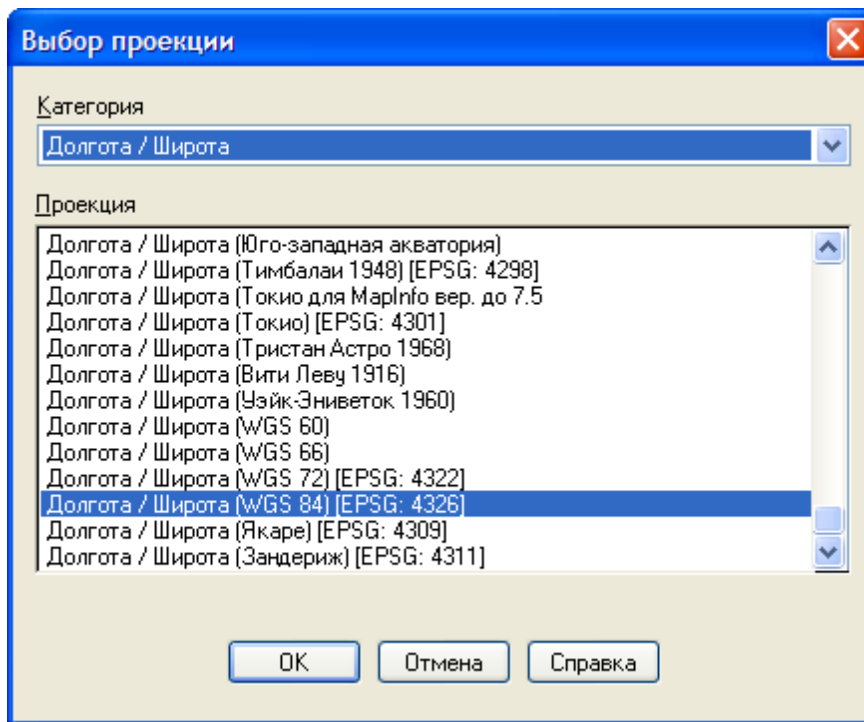 Выбор проекции
Категория
Долгота / Широта
Проекция
Долгота / Широта (Юго-западная акватория)
Долгота / Широта (Тимбалаи 1948) [EPSG: 4298]
Долгота / Широта (Токио для MapInfo вер. до 7.5
Долгота / Широта (Токио) [EPSG: 4301]
Долгота / Широта (Тристан Астро 1968)
Долгота / Широта (Вити Леву 1916)
Долгота / Широта (Уэйк-Эниветок 1960)
Долгота / Широта (WGS 60)
Долгота / Широта (WGS 66)
Долгота / Широта (WGS 72) [EPSG: 4322]
Долгота / Широта (WGS 84) [EPSG: 4326]
Долгота / Широта (Якаре) [EPSG: 4309]
Долгота / Широта (Зандериж) [EPSG: 4311]
OK Отмена Справка